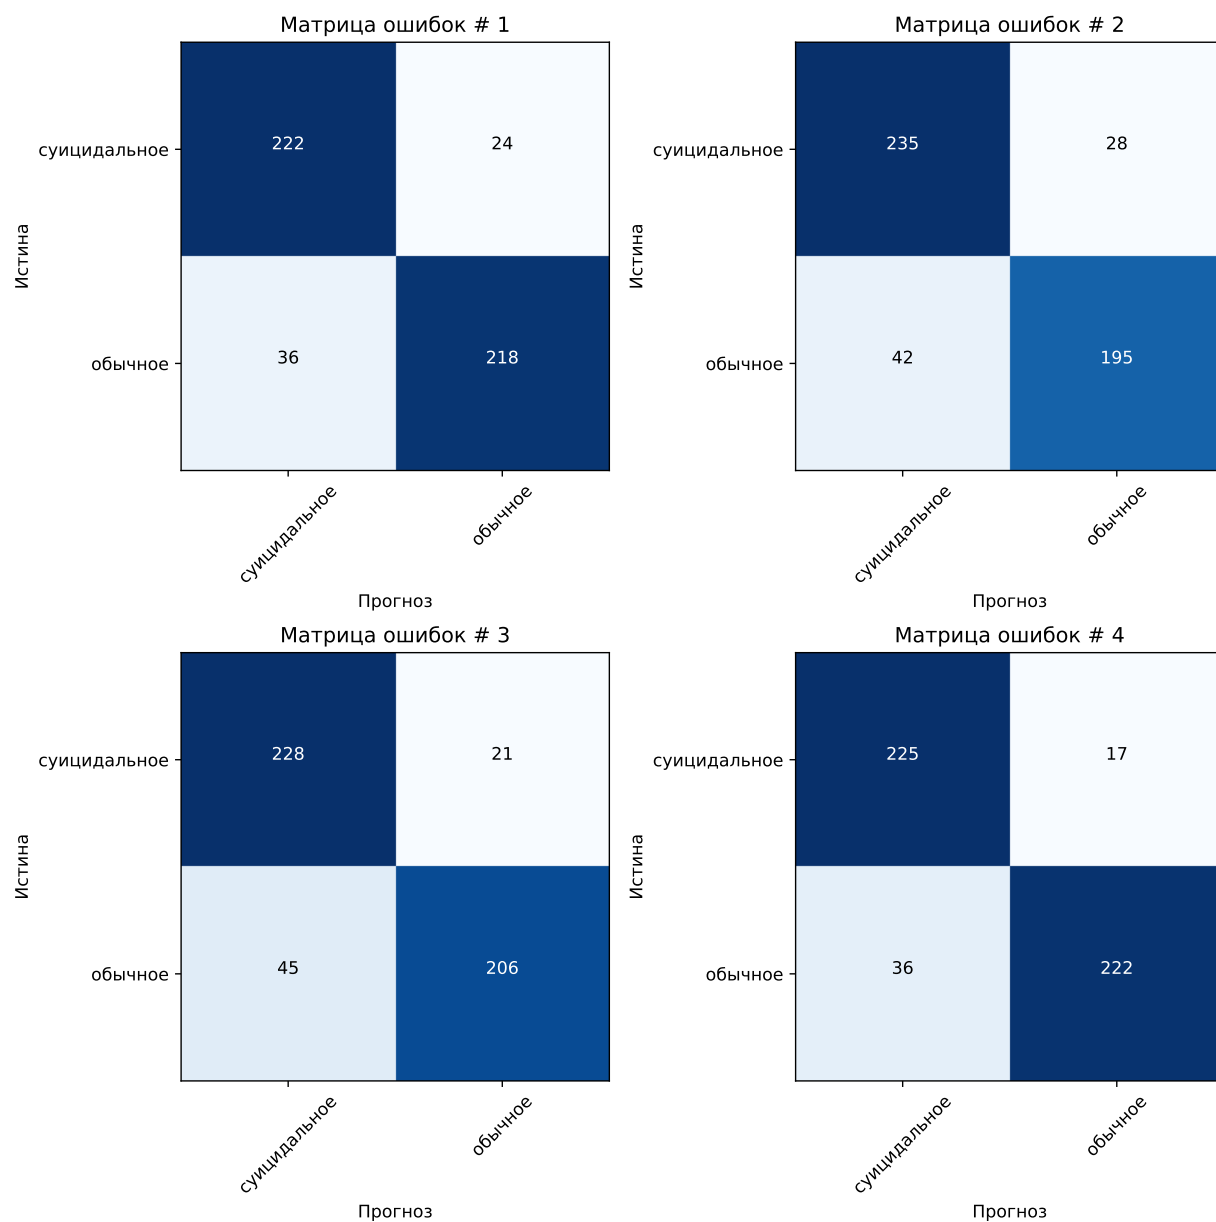 Матрица ошибок # 1
суицидальное
222
24
Истина
обычное
36
218
суицидальное
обычное
Прогноз
Матрица ошибок # 2
суицидальное
235
28
Истина
обычное
42
195
суицидальное
обычное
Прогноз
Матрица ошибок # 3
суицидальное
228
21
Истина
обычное
45
206
суицидальное
обычное
Прогноз
Матрица ошибок # 4
суицидальное
225
17
Истина
обычное
36
222
суицидальное
обычное
Прогноз